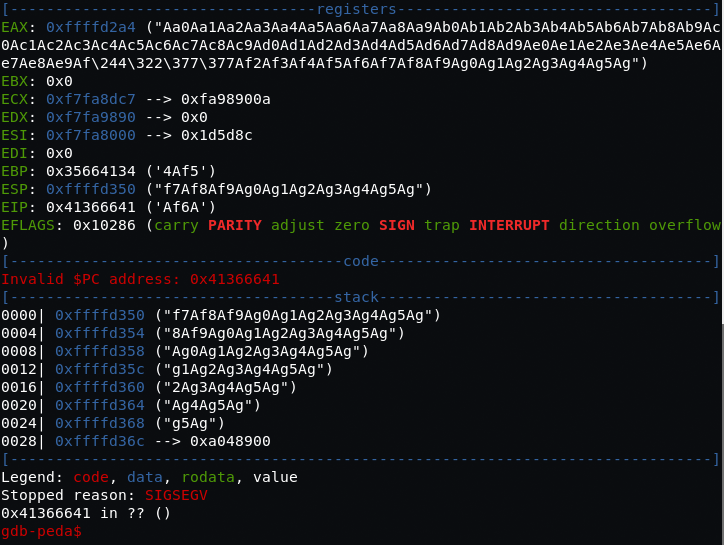 [----------------------------------registers-----------------------------------]
EAX: 0xffffd2a4 ("Aa0Aa1Aa2Aa3Aa4Aa5Aa6Aa7Aa8Aa9Ab0Ab1Ab2Ab3Ab4Ab5Ab6Ab7Ab8Ab9Ac
0Ac1Ac2Ac3Ac4Ac5Ac6Ac7Ac8Ac9Ad0Ad1Ad2Ad3Ad4Ad5Ad6Ad7Ad8Ad9Ae0Ae1Ae2Ae3Ae4Ae5Ae6A
e7Ae8Ae9Af\244\322\377\377Af2Af3Af4Af5Af6Af7Af8Af9Ag0Ag1Ag2Ag3Ag4Ag5Ag")
EBX: 0x0
ECX: 0xf7fa8dc7 --> 0xfa98900a
EDX: 0xf7fa9890 --> 0x0
ESI: 0xf7fa8000 --> 0x1d5d8c
EDI: 0x0
EBP: 0x35664134 ('4Af5')
ESP: 0xffffd350 ("f7Af8Af9Ag0Ag1Ag2Ag3Ag4Ag5Ag")
EIP: 0x41366641 ('Af6A')
EFLAGS: 0x10286 (carry PARITY adjust zero SIGN trap INTERRUPT direction overflow
)
[-------------------------------------code-------------------------------------]
Invalid $PC address: 0x41366641
[------------------------------------stack-------------------------------------]
0000| 0xffffd350 ("f7Af8Af9Ag0Ag1Ag2Ag3Ag4Ag5Ag")
0004| 0xffffd354 ("8Af9Ag0Ag1Ag2Ag3Ag4Ag5Ag")
0008| 0xffffd358 ("Ag0Ag1Ag2Ag3Ag4Ag5Ag")
0012| 0xffffd35c ("g1Ag2Ag3Ag4Ag5Ag")
0016| 0xffffd360 ("2Ag3Ag4Ag5Ag")
0020| 0xffffd364 ("Ag4Ag5Ag")
0024| 0xffffd368 ("g5Ag")
0028| 0xffffd36c --> 0xa048900
[------------------------------------------------------------------------------]
Legend: code, data, rodata, value
Stopped reason: SIGSEGV
0x41366641 in ?? ()
gdb-peda$